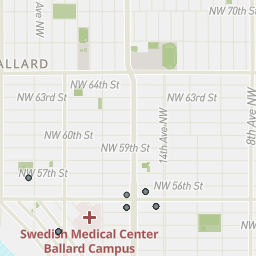 NW 70th St
Ave NW
ALLARD
NW 64th St
NW 63rd St
NW 63rd St
8th Ave NW
14th Ave NW
NW 60th St
NW 59th St
NW 57th St
NW 56th St
Swedish Medical Center
Ballard Campus